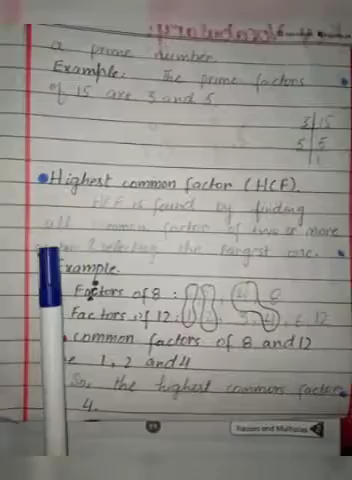 a prime number
Example: The prime factors
of 15 are 3 and 5
3 15
5 5
1
Highest common factor (HCF).
HCF is found by finding
all common factor of two or more
selecting the largest one.
Example.
Factors of 8 : 1, 2, 4, 8
Factors of 12: 1, 2, 3, 4, 6, 12
common factors of 8 and 12
1, 2 and 4
So, the highest common factor
4.
Factors and Multiples